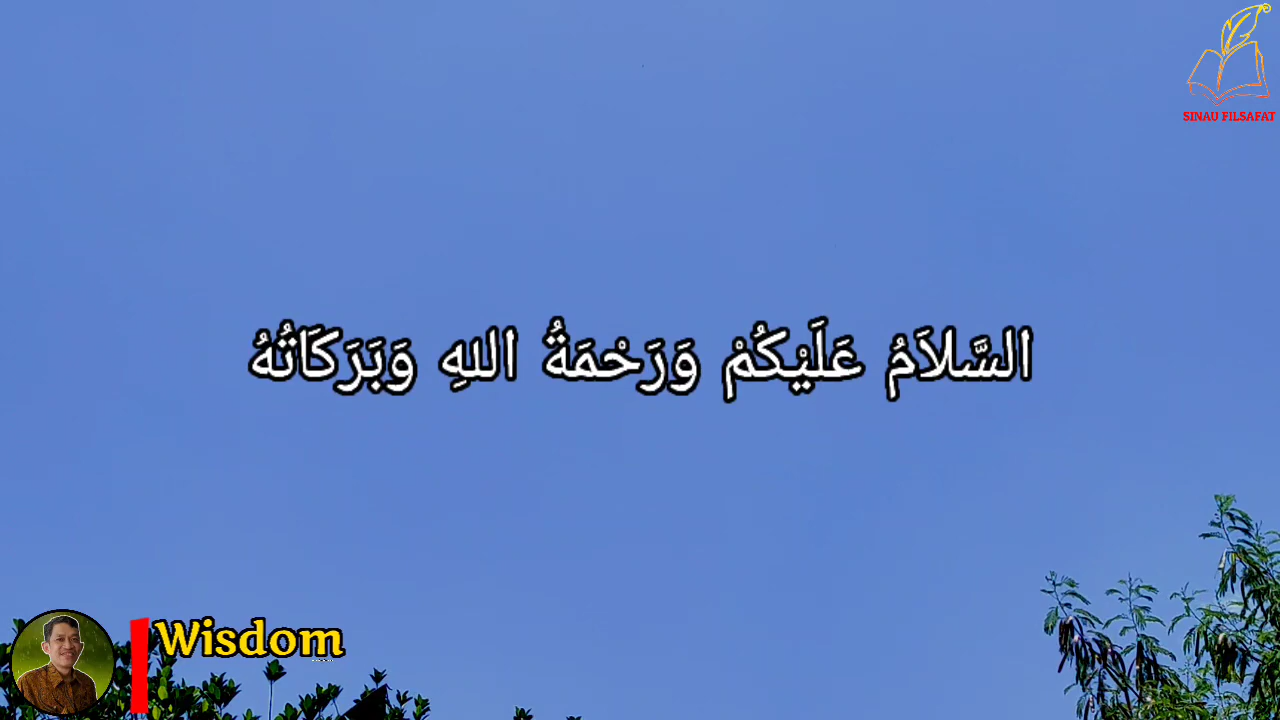 SINAU FILSAFAT
السَّلاَمُ عَلَيْكُمْ وَرَحْمَةُ اللهِ وَبَرَكَاتُهُ
Wisdom